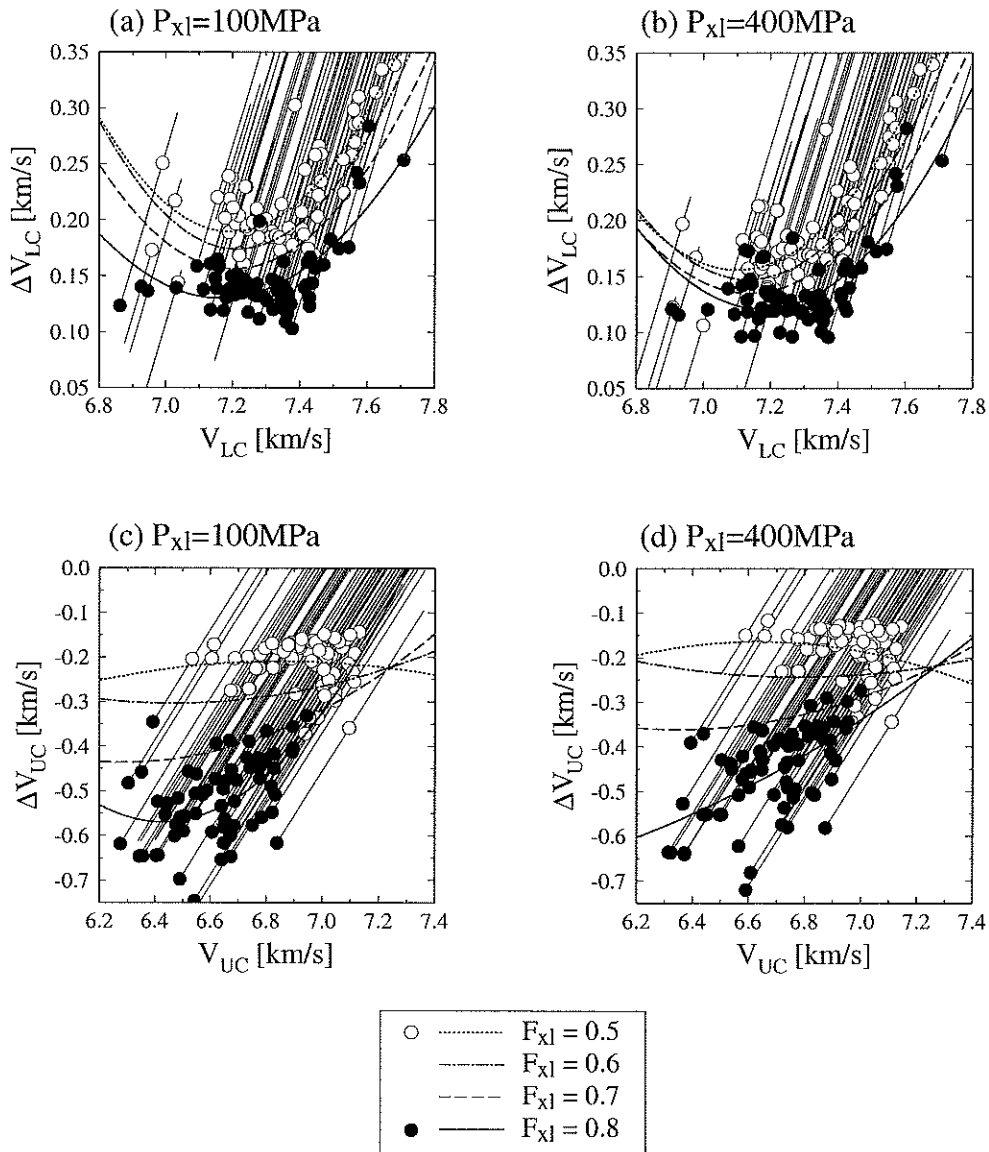 (a) P_xl=100MPa
(b) P_xl=400MPa
0.35
0.30
0.25
0.20
0.15
0.10
0.05
ΔV_LC [km/s]
6.8 7.0 7.2 7.4 7.6 7.8
V_LC [km/s]
0.35
0.30
0.25
0.20
0.15
0.10
0.05
ΔV_LC [km/s]
6.8 7.0 7.2 7.4 7.6 7.8
V_LC [km/s]
(c) P_xl=100MPa
(d) P_xl=400MPa
0.0
-0.1
-0.2
-0.3
-0.4
-0.5
-0.6
-0.7
ΔV_UC [km/s]
6.2 6.4 6.6 6.8 7.0 7.2 7.4
V_UC [km/s]
0.0
-0.1
-0.2
-0.3
-0.4
-0.5
-0.6
-0.7
ΔV_UC [km/s]
6.2 6.4 6.6 6.8 7.0 7.2 7.4
V_UC [km/s]
F_xl = 0.5
F_xl = 0.6
F_xl = 0.7
F_xl = 0.8